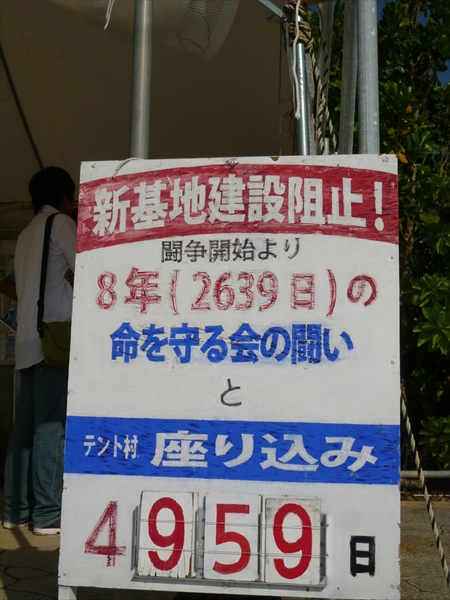 新基地建設阻止!
闘争開始より
8年(2639日)の
命を守る会の闘い
と
テント村 座り込み
4959日